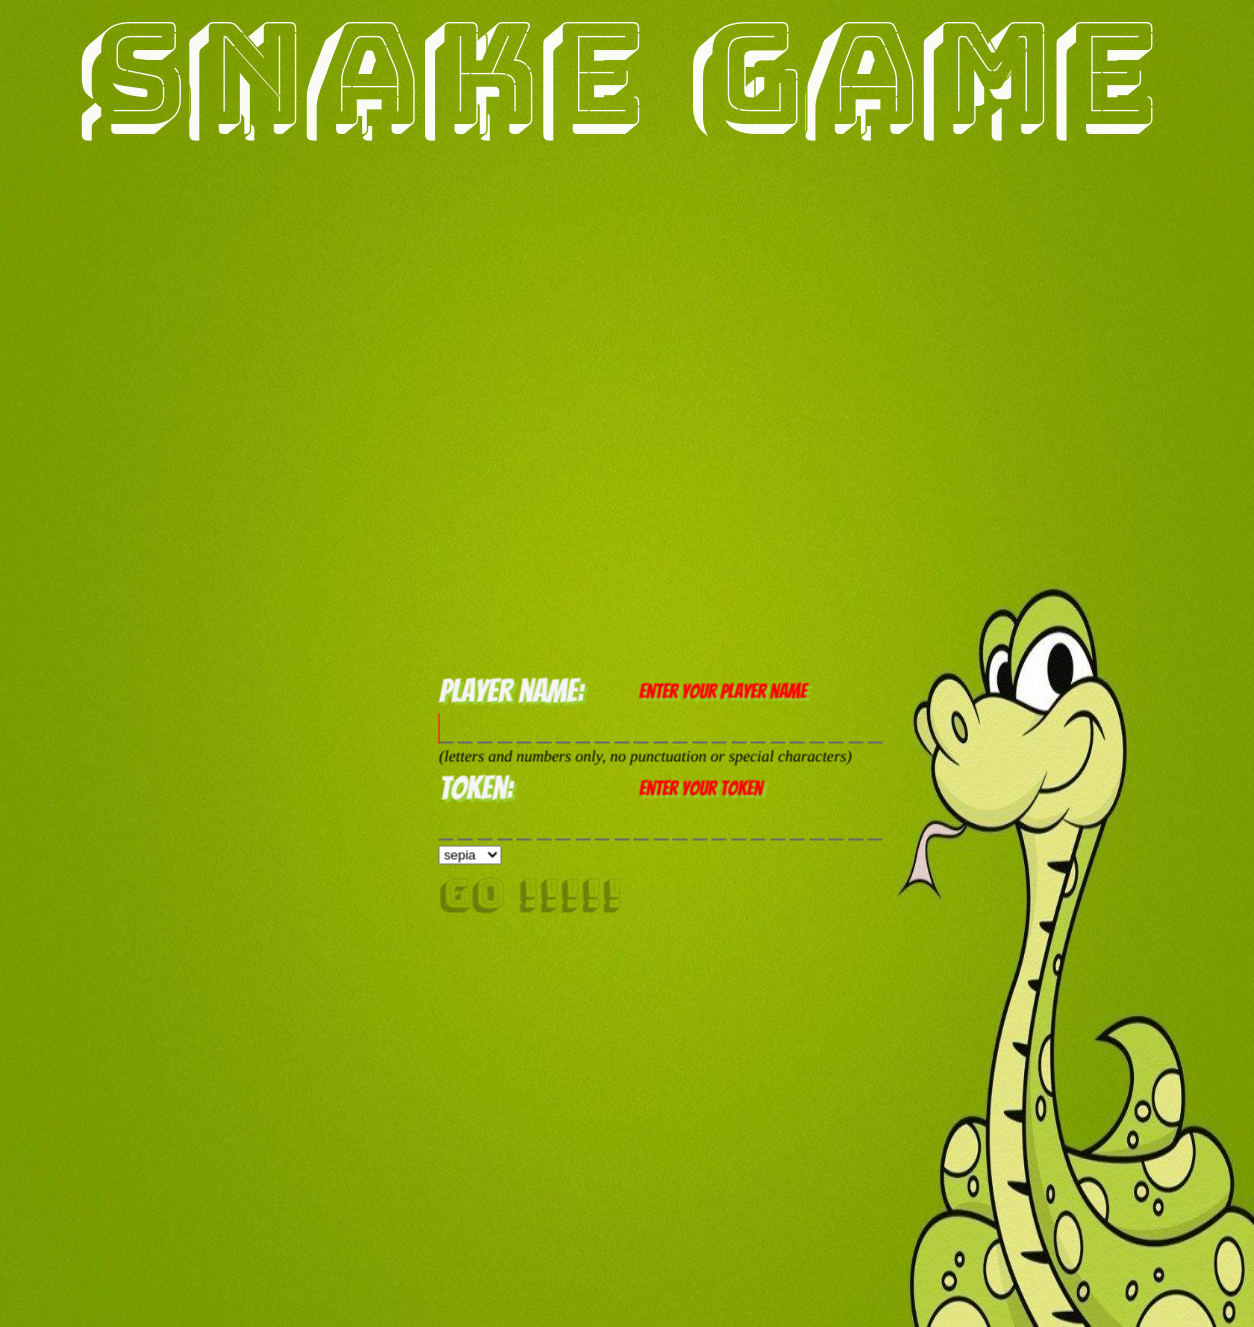 SNAKE GAME
PLAYER NAME: ENTER YOUR PLAYER NAME
(letters and numbers only, no punctuation or special characters)
TOKEN: ENTER YOUR TOKEN
sepia
GO !!!!!